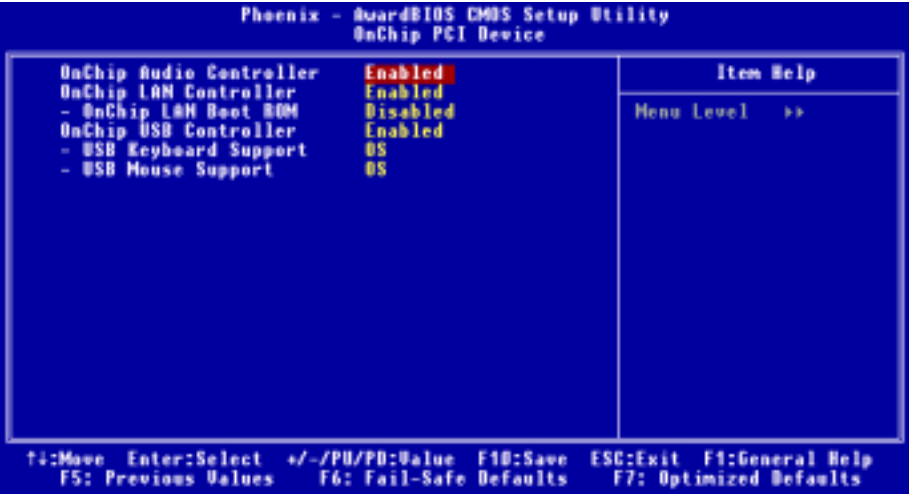 Phoenix - AwardBIOS CMOS Setup Utility
OnChip PCI Device
OnChip Audio Controller Enabled
OnChip LAN Controller Enabled
- OnChip LAN Boot ROM Disabled
OnChip USB Controller Enabled
- USB Keyboard Support OS
- USB Mouse Support OS
Item Help
Menu Level ▸▸
↑↓:Move Enter:Select +/-/PU/PD:Value F10:Save ESC:Exit F1:General Help
F5: Previous Values F6: Fail-Safe Defaults F7: Optimized Defaults